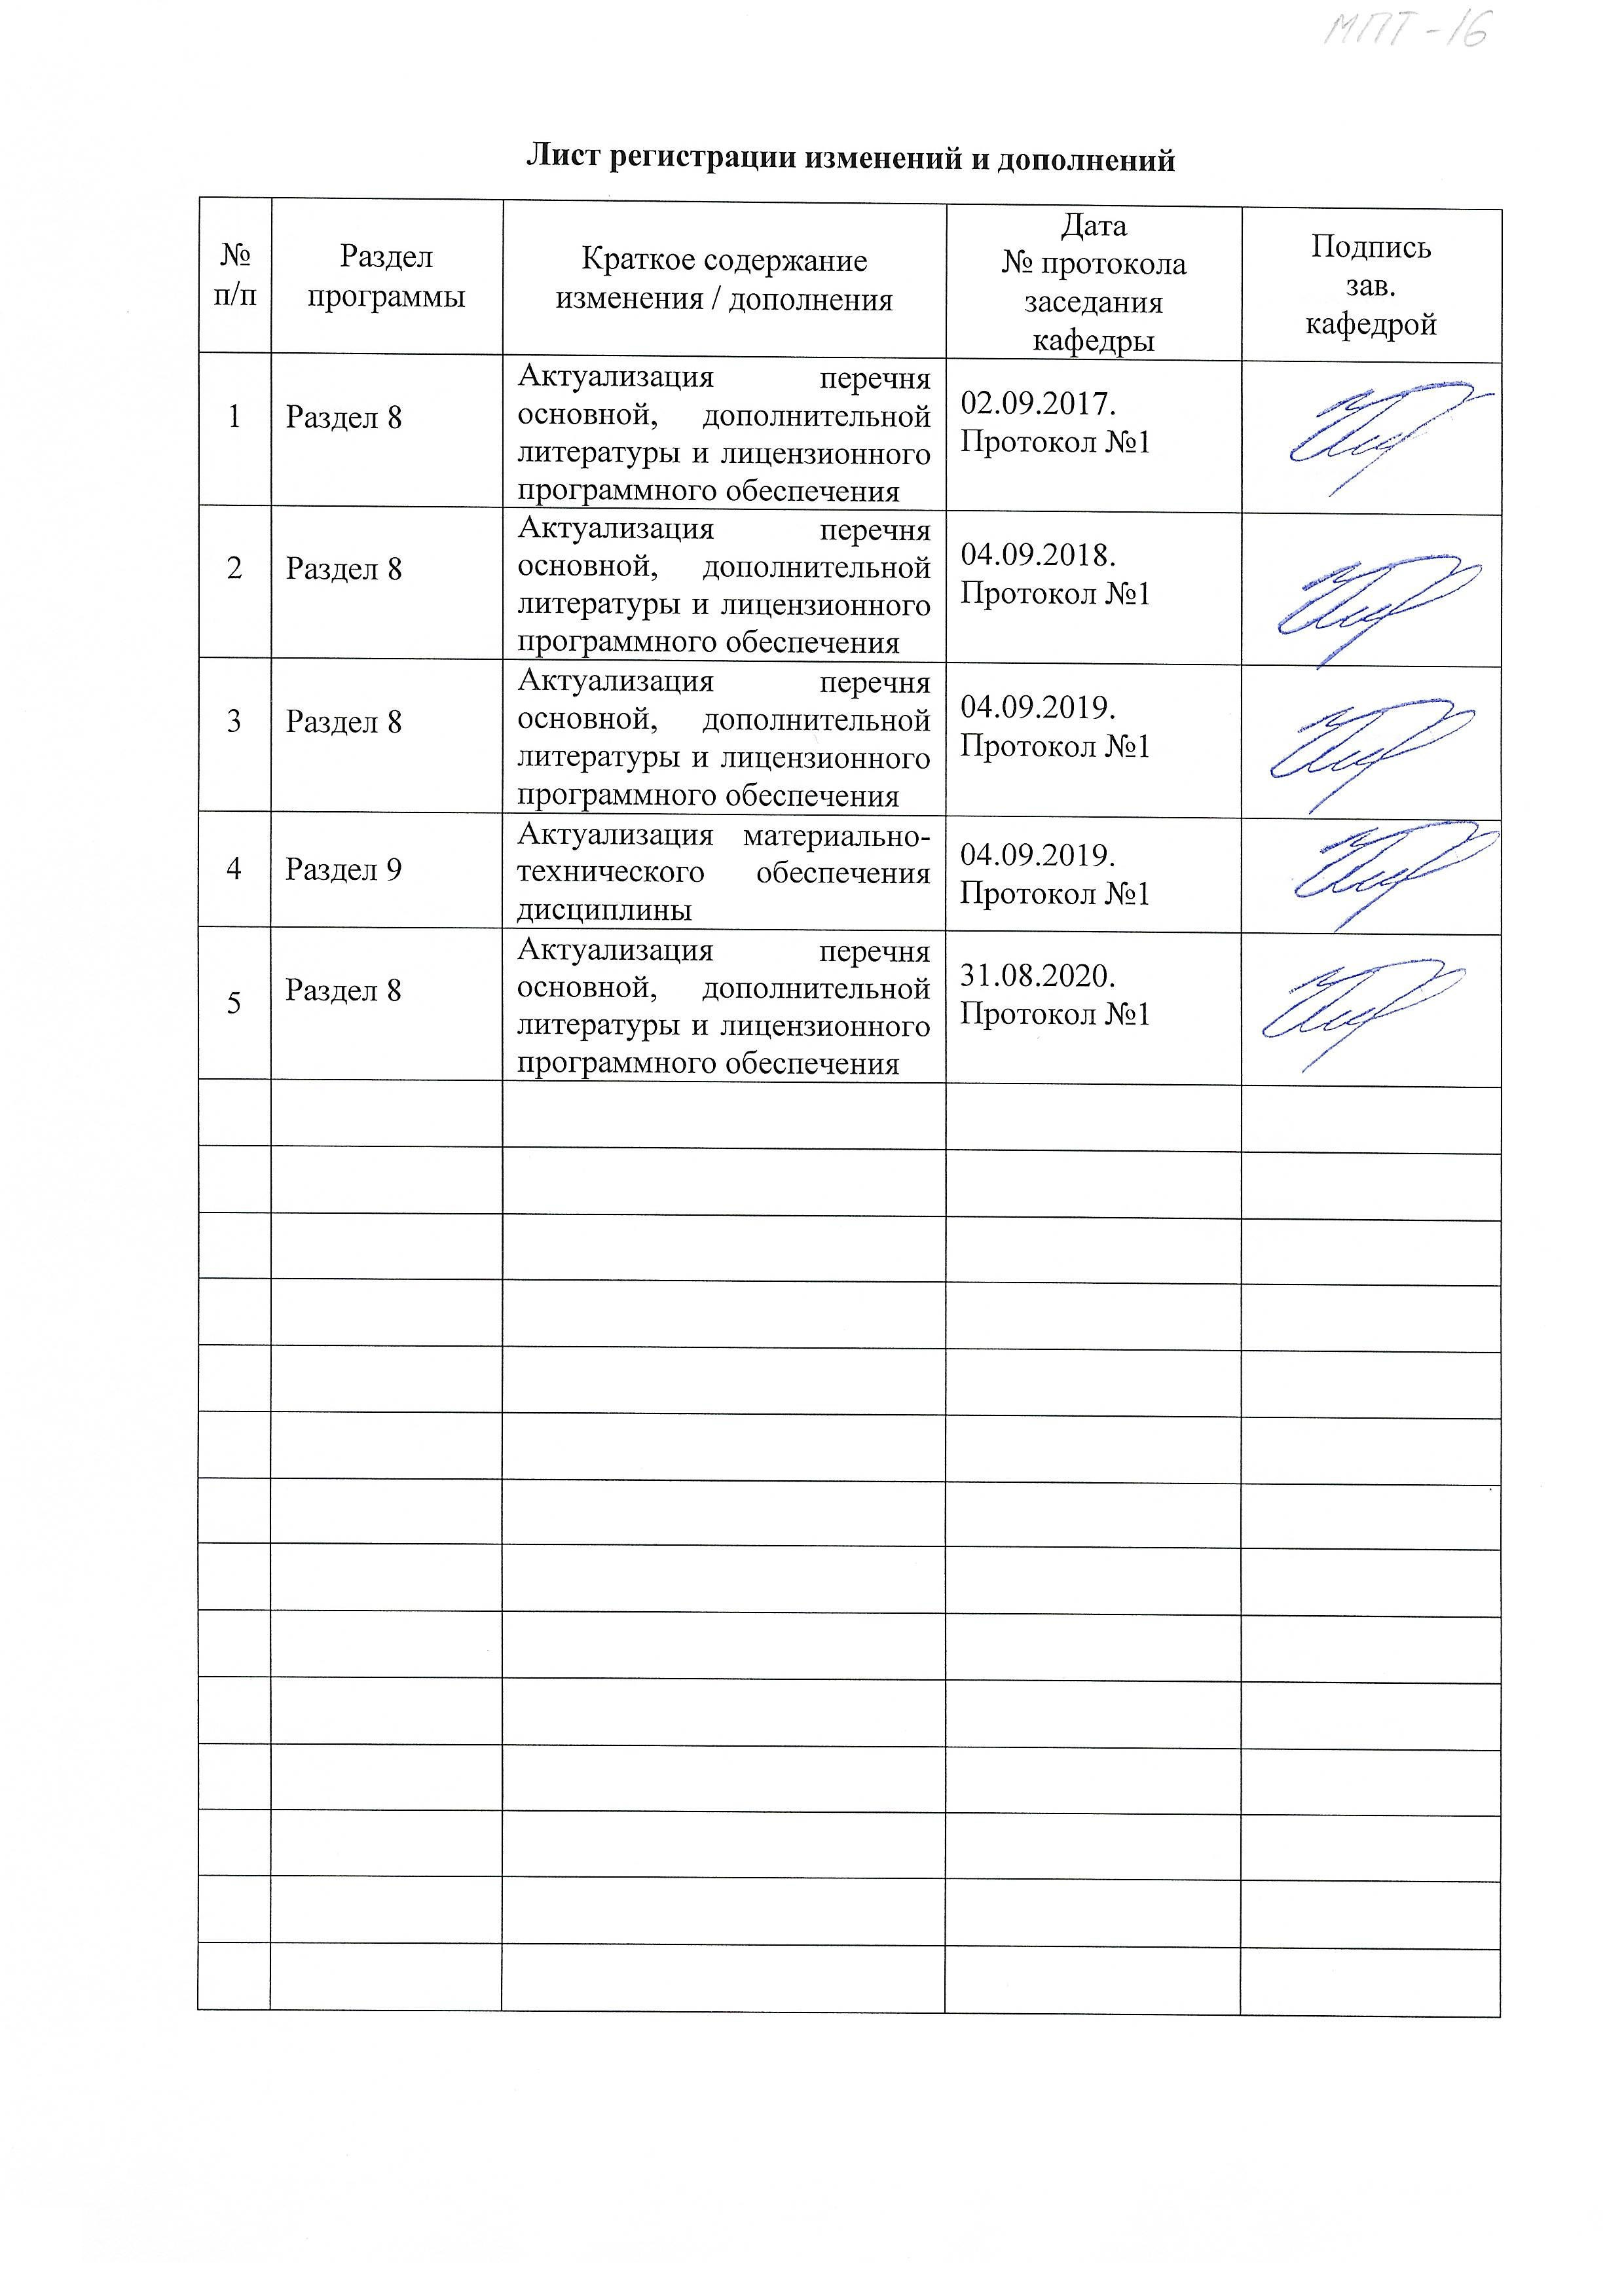 МПТ-16
Лист регистрации изменений и дополнений
№
п/п
Раздел
программы
Краткое содержание
изменения / дополнения
Дата
№ протокола
заседания
кафедры
Подпись
зав.
кафедрой
1
Раздел 8
Актуализация перечня
основной, дополнительной
литературы и лицензионного
программного обеспечения
02.09.2017.
Протокол №1
2
Раздел 8
Актуализация перечня
основной, дополнительной
литературы и лицензионного
программного обеспечения
04.09.2018.
Протокол №1
3
Раздел 8
Актуализация перечня
основной, дополнительной
литературы и лицензионного
программного обеспечения
04.09.2019.
Протокол №1
4
Раздел 9
Актуализация материально-
технического обеспечения
дисциплины
04.09.2019.
Протокол №1
5
Раздел 8
Актуализация перечня
основной, дополнительной
литературы и лицензионного
программного обеспечения
31.08.2020.
Протокол №1